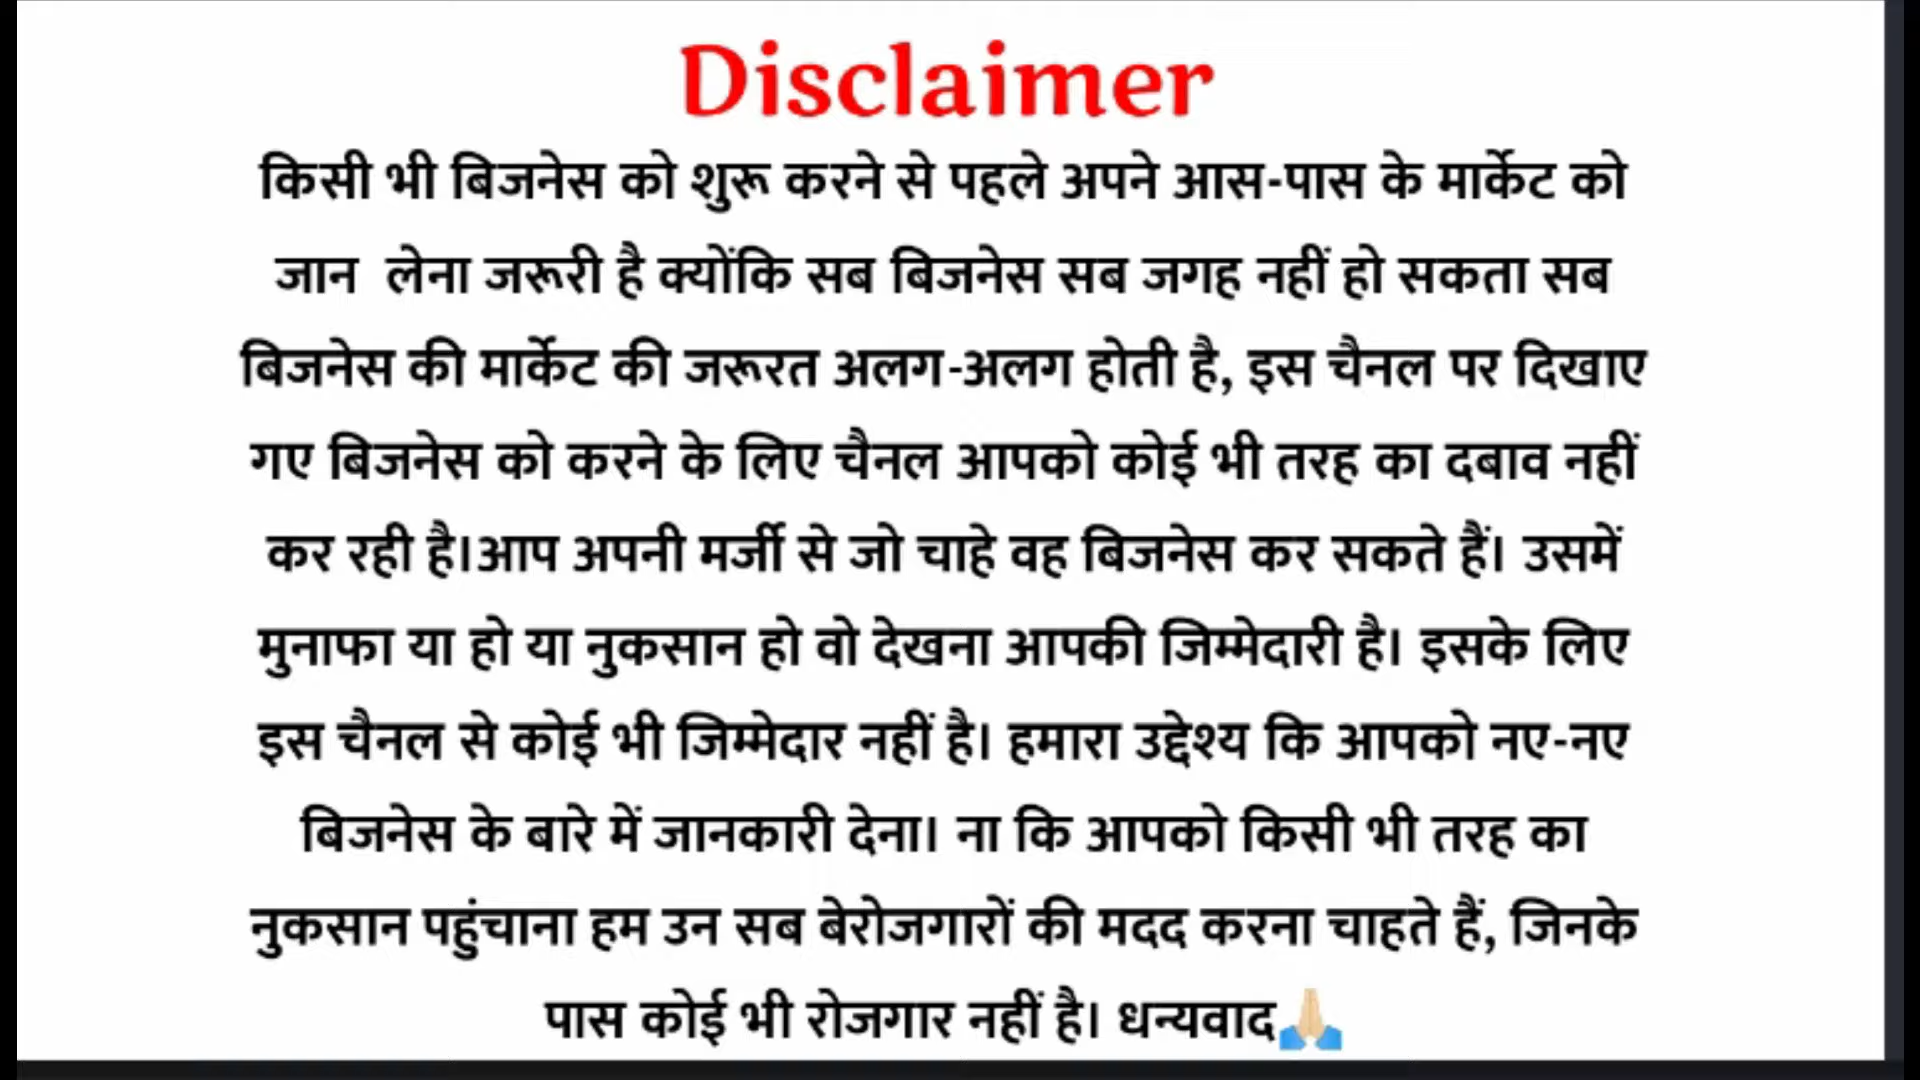 Disclaimer
किसी भी बिजनेस को शुरू करने से पहले अपने आस-पास के मार्केट को
जान लेना जरूरी है क्योंकि सब बिजनेस सब जगह नहीं हो सकता सब
बिजनेस की मार्केट की जरूरत अलग-अलग होती है, इस चैनल पर दिखाए
गए बिजनेस को करने के लिए चैनल आपको कोई भी तरह का दबाव नहीं
कर रही है।आप अपनी मर्जी से जो चाहे वह बिजनेस कर सकते हैं। उसमें
मुनाफा या हो या नुकसान हो वो देखना आपकी जिम्मेदारी है। इसके लिए
इस चैनल से कोई भी जिम्मेदार नहीं है। हमारा उद्देश्य कि आपको नए-नए
बिजनेस के बारे में जानकारी देना। ना कि आपको किसी भी तरह का
नुकसान पहुंचाना हम उन सब बेरोजगारों की मदद करना चाहते हैं, जिनके
पास कोई भी रोजगार नहीं है। धन्यवाद🙏🏻